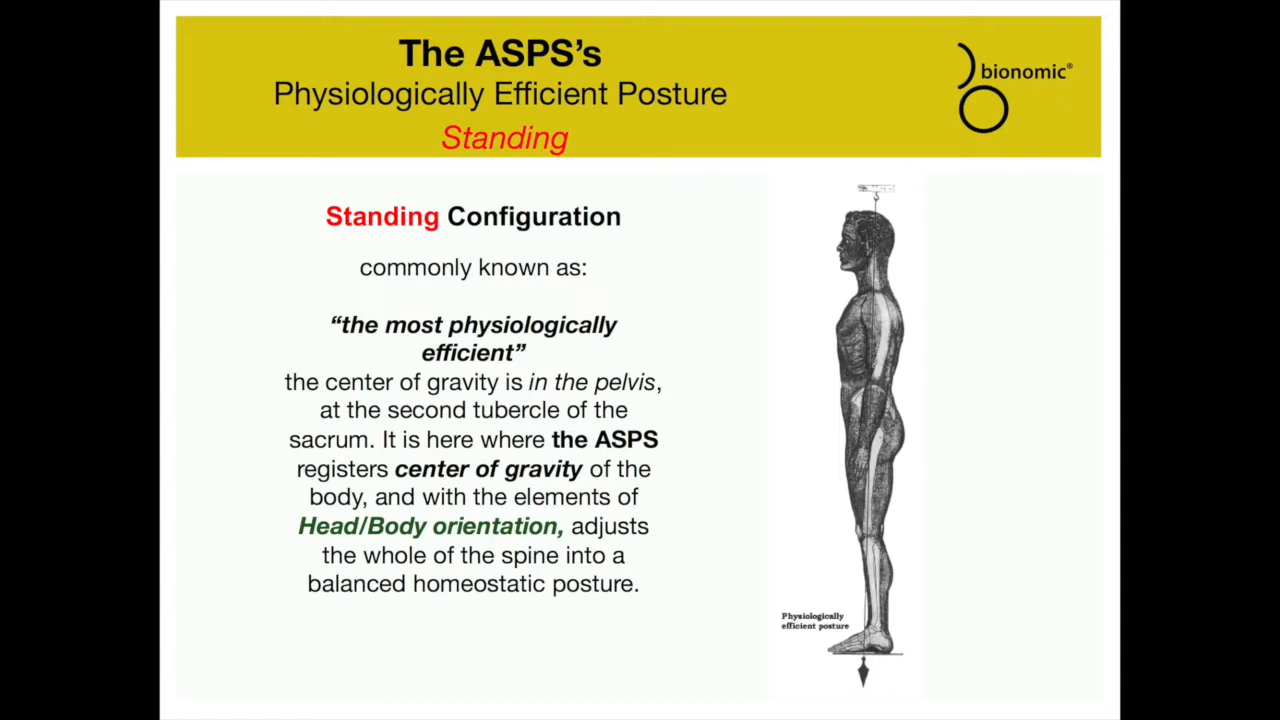 The ASPS’s
Physiologically Efficient Posture
Standing
bionomic®
Standing Configuration
commonly known as:
“the most physiologically
efficient”
the center of gravity is in the pelvis,
at the second tubercle of the
sacrum. It is here where the ASPS
registers center of gravity of the
body, and with the elements of
Head/Body orientation, adjusts
the whole of the spine into a
balanced homeostatic posture.
Physiologically
efficient posture